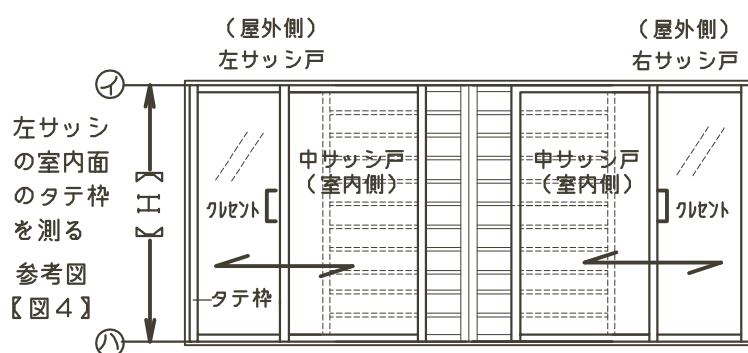 （屋外側）
左サッシ戸
（屋外側）
右サッシ戸
イ
左サッシ
の室内面
のタテ枠
を測る
参考図
【図４】
【H】
ハ
クレセント
タテ枠
中サッシ戸
（室内側）
中サッシ戸
（室内側）
クレセント